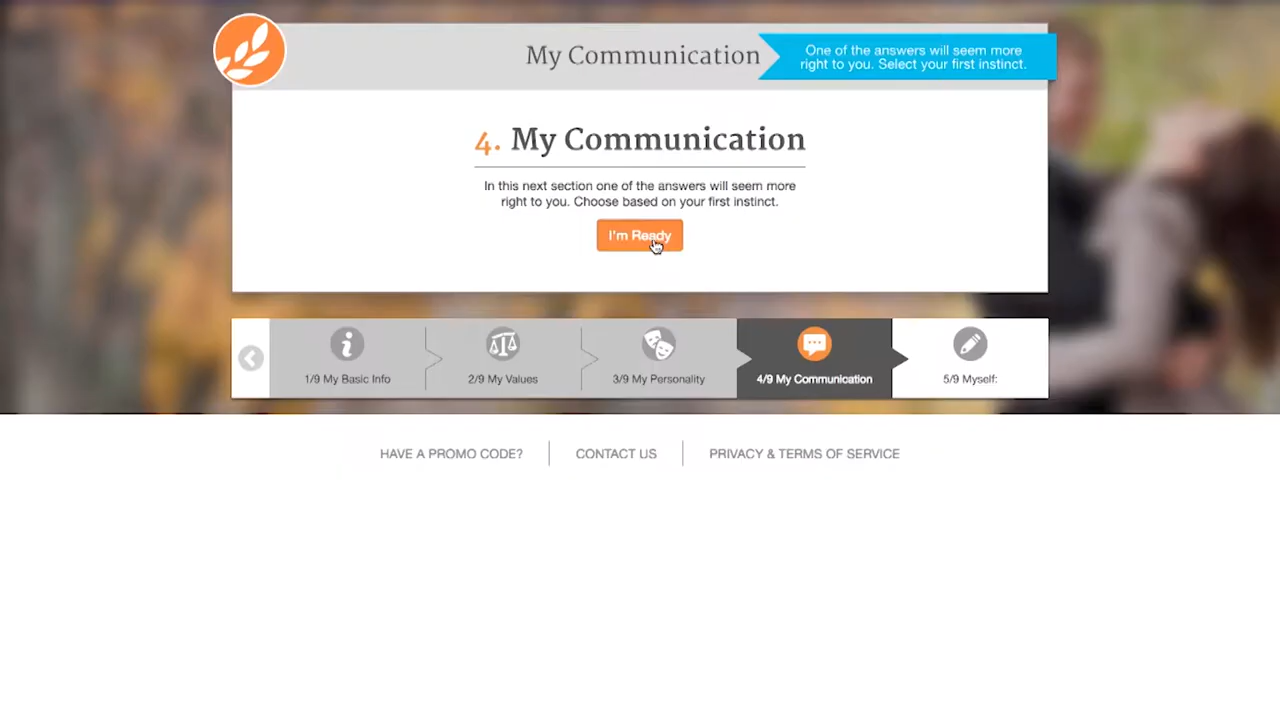 My Communication
One of the answers will seem more
right to you. Select your first instinct.
4. My Communication
In this next section one of the answers will seem more
right to you. Choose based on your first instinct.
I'm Ready
1/9 My Basic Info
2/9 My Values
3/9 My Personality
4/9 My Communication
5/9 Myself:
HAVE A PROMO CODE?
CONTACT US
PRIVACY & TERMS OF SERVICE